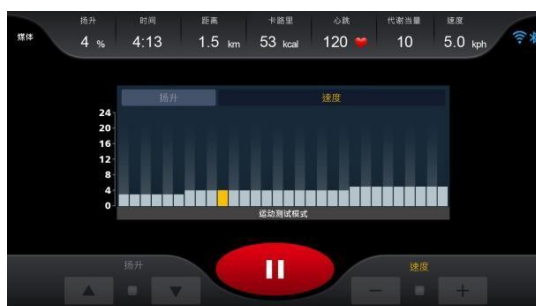 媒体
扬升 时间 距离 卡路里 心跳 代谢当量 速度
4 % 4:13 1.5 km 53 kcal 120 10 5.0 kph
扬升 速度
24
20
16
12
8
4
0
运动测试模式
扬升 速度